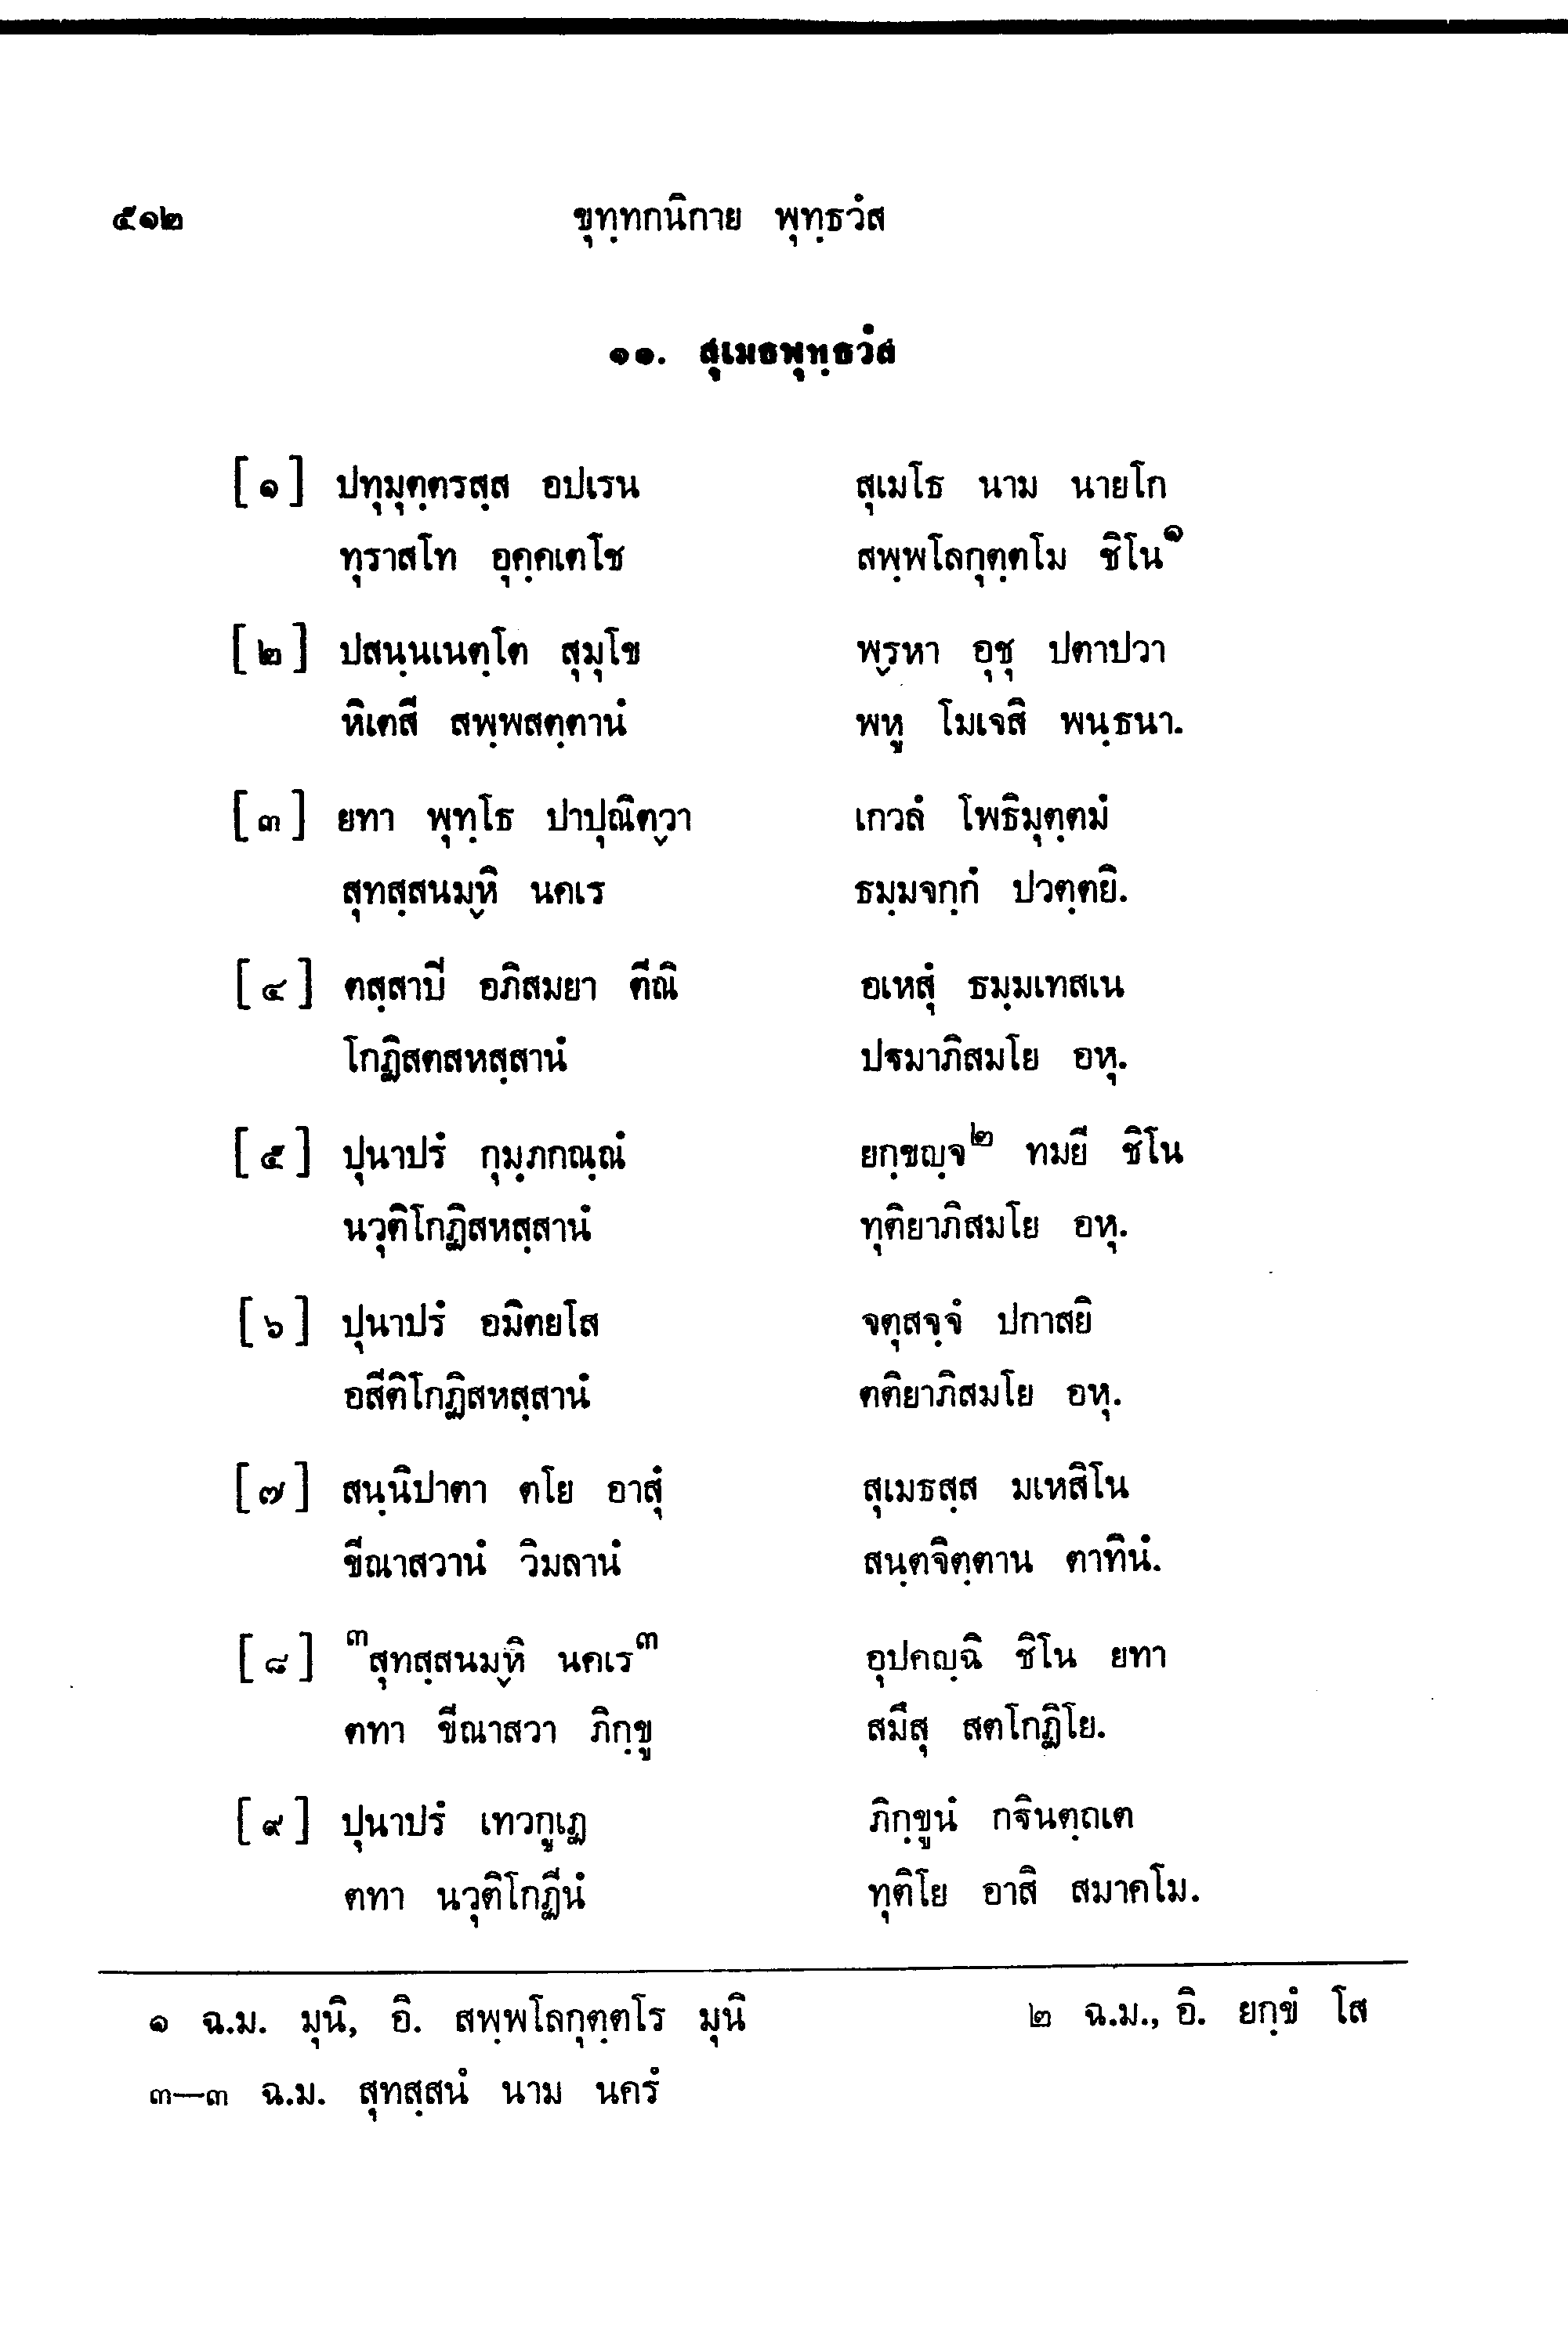 ๕๑๒ ขุทฺทกนิกาย พุทฺธวํส
๑๑. สุเมธพุทฺธวํส
[๑] ปทุมุตฺตรสฺส อปเรน สุเมโธ นาม นายโก
ทุราสโท อุคฺคเตโช สพฺพโลกุตฺตโม ชิโน๑
[๒] ปสนฺนเนตฺโต สุมุโข พฺรหา อุชุ ปตาปวา
หิเตสี สพฺพสตฺตานํ พหู โมเจสิ พนฺธนา.
[๓] ยทา พุทฺโธ ปาปุณิตฺวา เกวลํ โพธิมุตฺตมํ
สุทสฺสนมฺหิ นคเร ธมฺมจกฺกํ ปวตฺตยิ.
[๔] ตสฺสาปี อภิสมยา ตีณิ อเหสุํ ธมฺมเทสเน
โกฏิสตสหสฺสานํ ปฐมาภิสมโย อหุ.
[๕] ปุนาปรํ กุมฺภกณฺณํ ยกฺขญฺจ๒ ทมยี ชิโน
นวุติโกฏิสหสฺสานํ ทุติยาภิสมโย อหุ.
[๖] ปุนาปรํ อมิตยโส จตุสจฺจํ ปกาสยิ
อสีติโกฏิสหสฺสานํ ตติยาภิสมโย อหุ.
[๗] สนฺนิปาตา ตโย อาสุํ สุเมธสฺส มเหสิโน
ขีณาสวานํ วิมลานํ สนฺตจิตฺตาน ตาทินํ.
[๘] ๓สุทสฺสนมฺหิ นคเร๓ อุปคญฺฉิ ชิโน ยทา
ตทา ขีณาสวา ภิกฺขู สมึสุ สตโกฏิโย.
[๙] ปุนาปรํ เทวกูเฏ ภิกฺขูนํ กฐินตฺถเต
ตทา นวุติโกฏีนํ ทุติโย อาสิ สมาคโม.
๑ ฉ.ม. มุนิ, อิ. สพฺพโลกุตฺตโร มุนิ ๒ ฉ.ม., อิ. ยกฺขํ โส
๓—๓ ฉ.ม. สุทสฺสนํ นาม นครํ